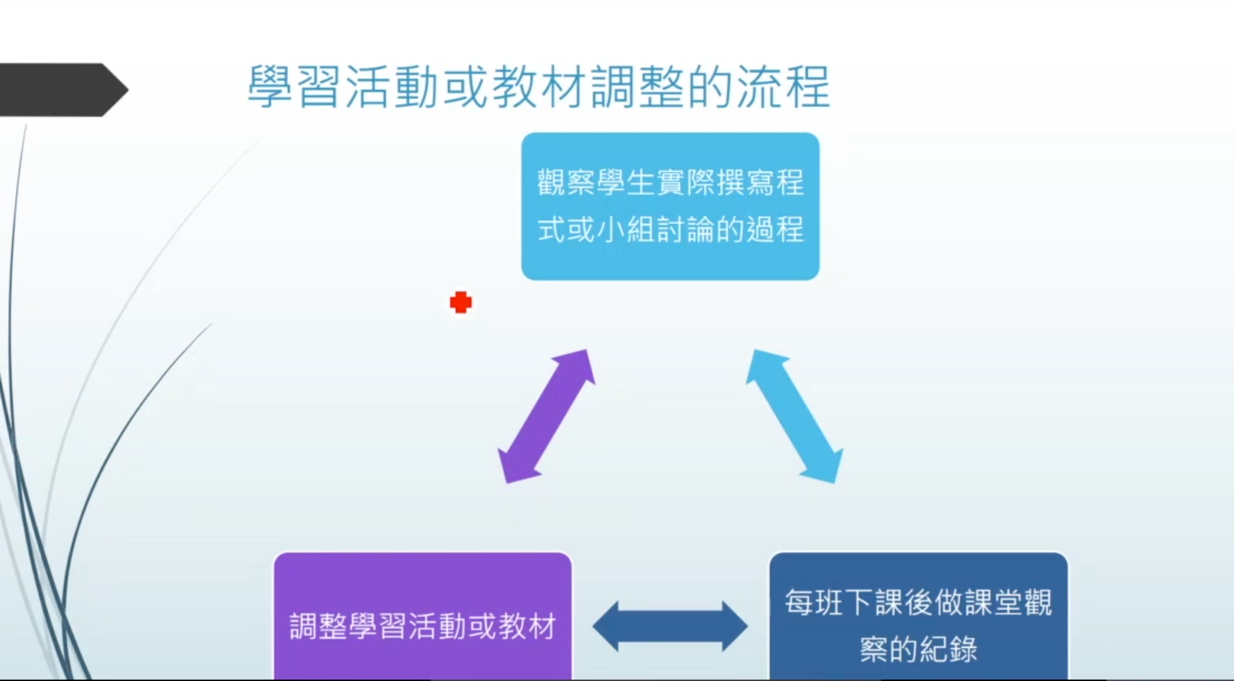 學習活動或教材調整的流程
觀察學生實際撰寫程
式或小組討論的過程
調整學習活動或教材
每班下課後做課堂觀
察的紀錄